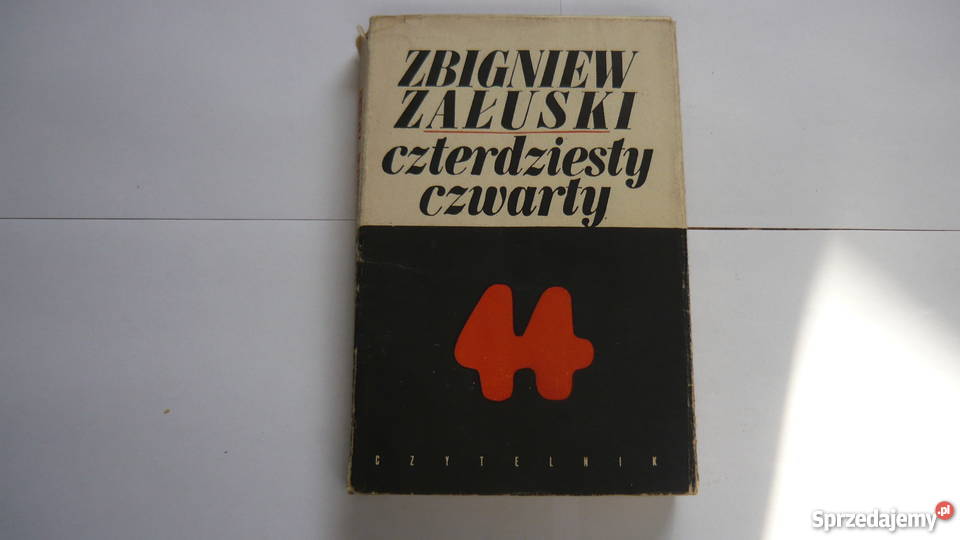 ZBIGNIEW
ZAŁUSKI
czterdziesty
czwarty
44
CZYTELNIK
Sprzedajemy.pl